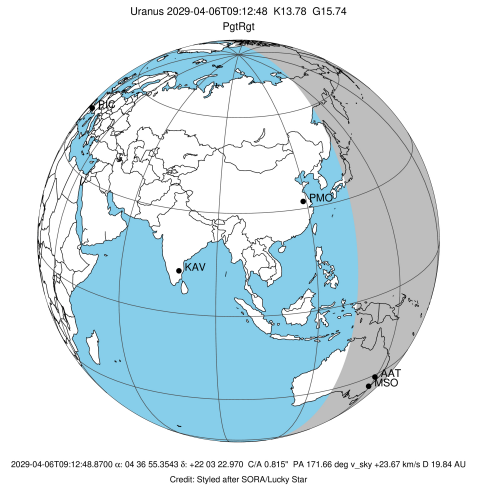 Uranus 2029-04-06T09:12:48 K13.78 G15.74
PgtRgt
PIC
PMO
KAV
AAT
MSO
2029-04-06T09:12:48.8700 α: 04 36 55.3543 δ: +22 03 22.970 C/A 0.815" PA 171.66 deg v_sky +23.67 km/s D 19.84 AU
Credit: Styled after SORA/Lucky Star